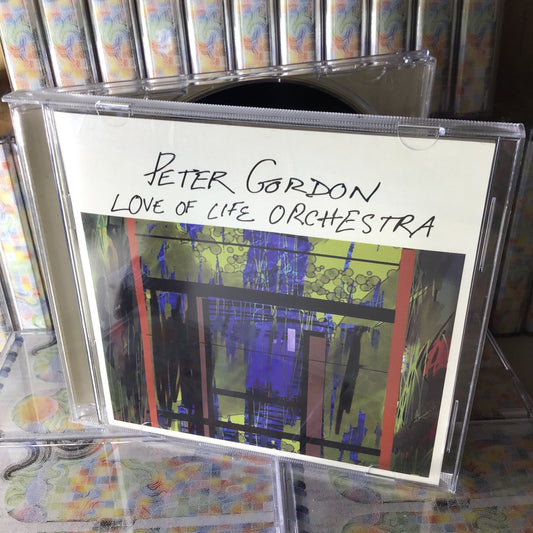 PETER GORDON
LOVE OF LIFE ORCHESTRA